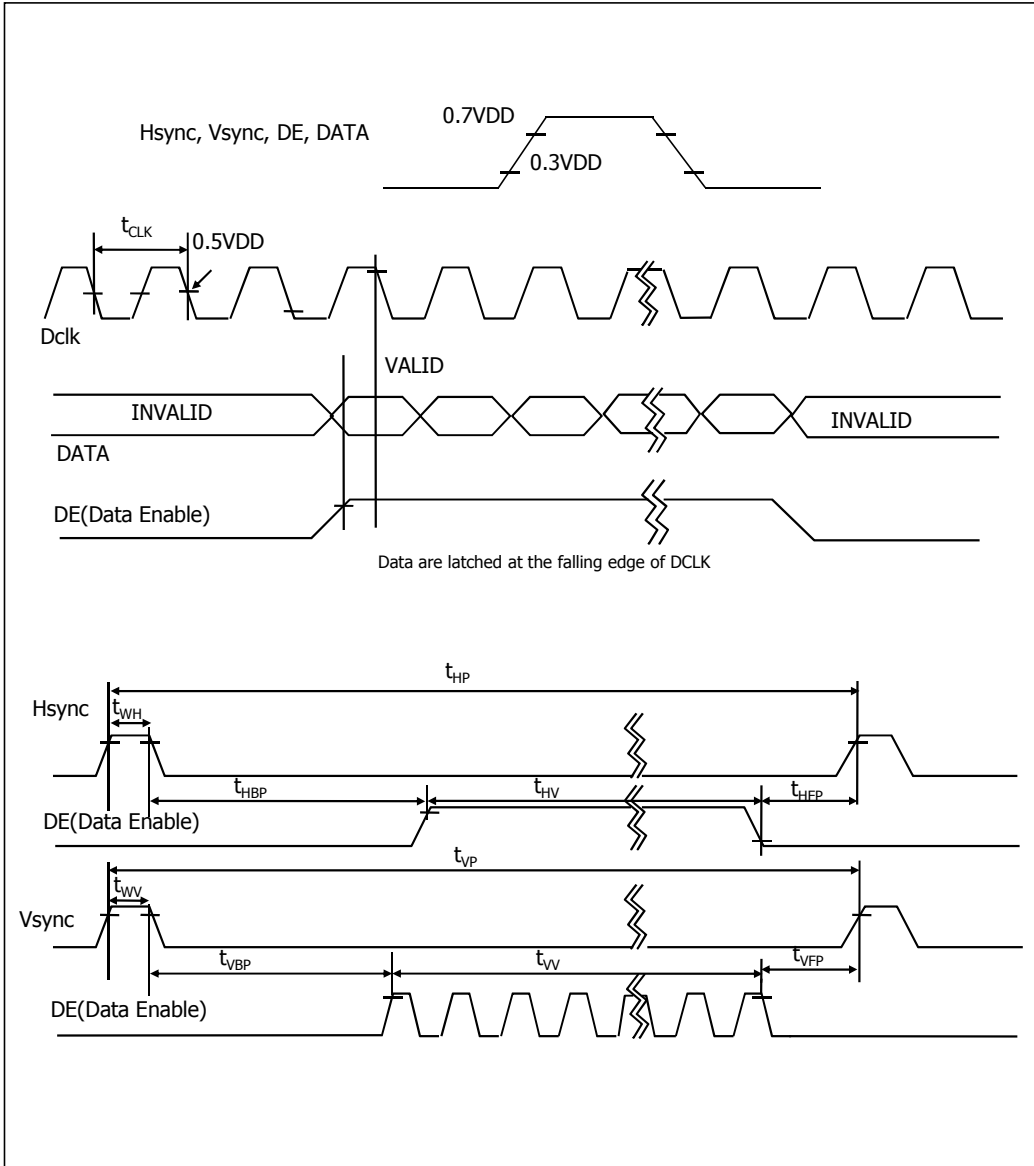 Hsync, Vsync, DE, DATA
0.7VDD
0.3VDD
tCLK
0.5VDD
Dclk
VALID
INVALID
INVALID
DATA
DE(Data Enable)
Data are latched at the falling edge of DCLK
tHP
Hsync
tWH
tHBP
tHV
tHFP
DE(Data Enable)
tVP
tWV
Vsync
tVBP
tVV
tVFP
DE(Data Enable)